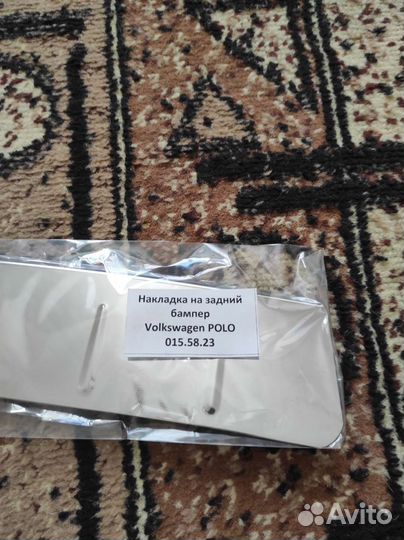 Накладка на задний
бампер
Volkswagen POLO
015.58.23
Avito